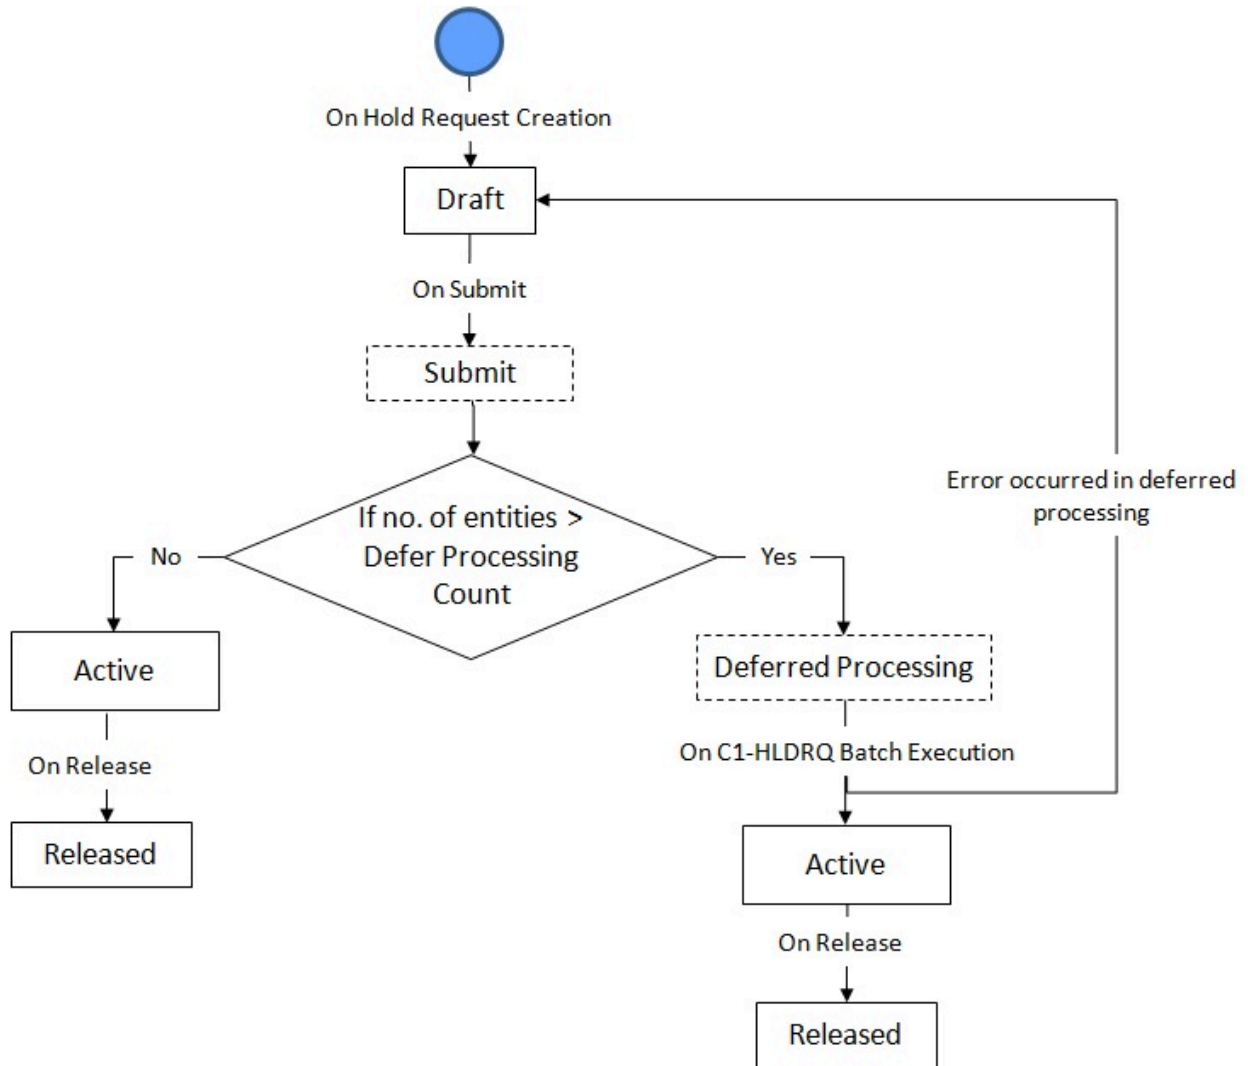 On Hold Request Creation
Draft
On Submit
Submit
If no. of entities >
Defer Processing
Count
No
Yes
Error occurred in deferred
processing
Active
Deferred Processing
On Release
On C1-HLDRQ Batch Execution
Released
Active
On Release
Released